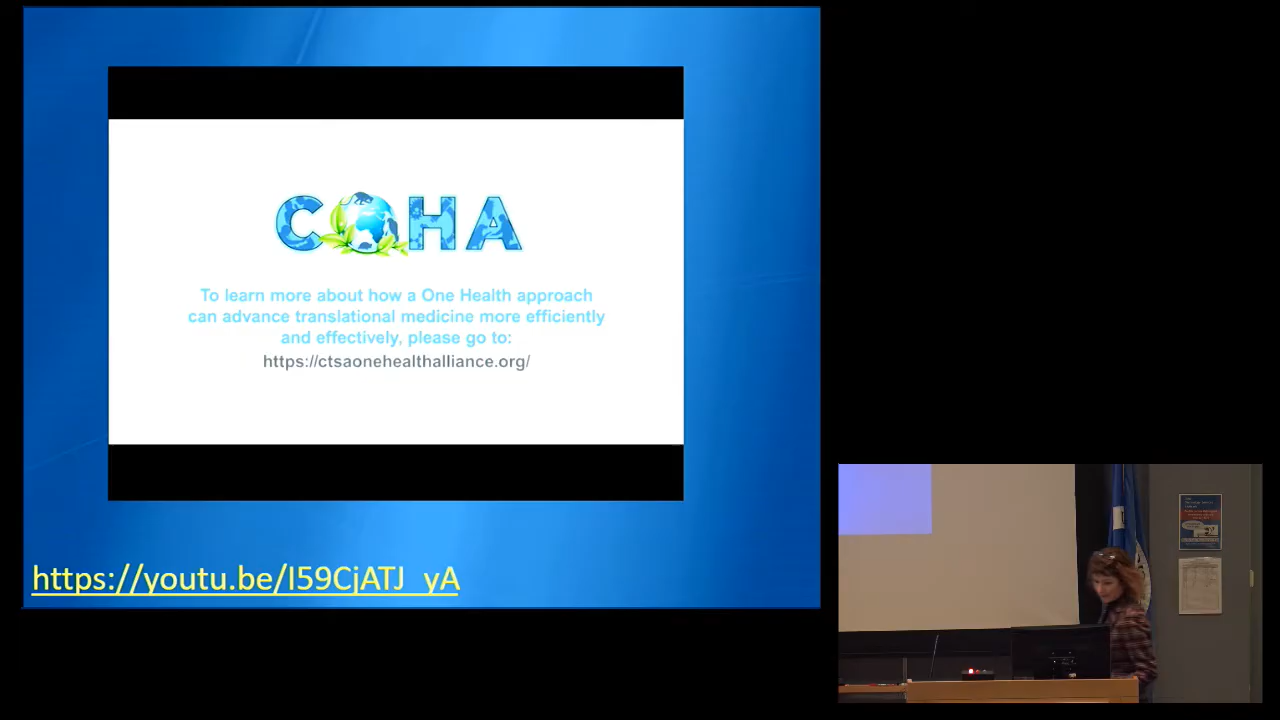 COHA
To learn more about how a One Health approach
can advance translational medicine more efficiently
and effectively, please go to:
https://ctsaonehealthalliance.org/
https://youtu.be/I59CjATJ_yA